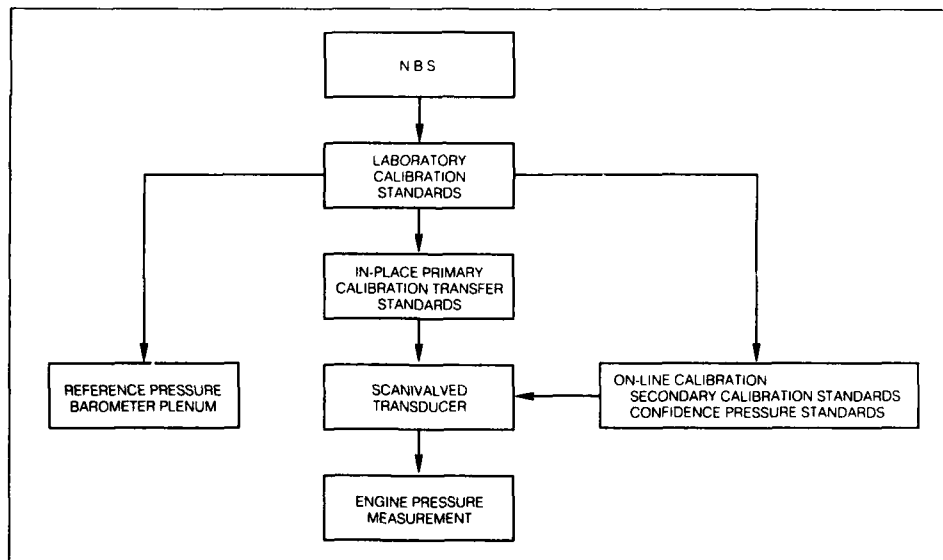 N B S
LABORATORY
CALIBRATION
STANDARDS
IN-PLACE PRIMARY
CALIBRATION TRANSFER
STANDARDS
REFERENCE PRESSURE
BAROMETER PLENUM
SCANIVALVED
TRANSDUCER
ON-LINE CALIBRATION
SECONDARY CALIBRATION STANDARDS
CONFIDENCE PRESSURE STANDARDS
ENGINE PRESSURE
MEASUREMENT